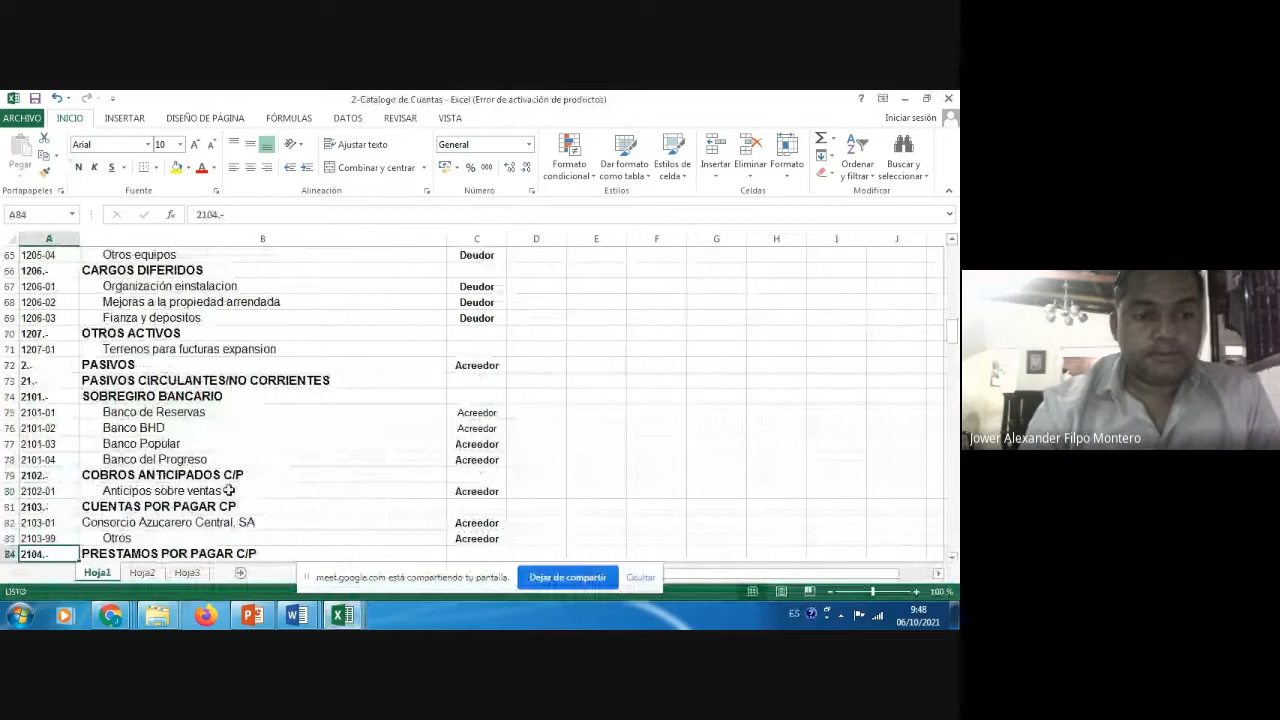 2-Catalogo de Cuentas - Excel (Error de activación de productos)
ARCHIVO INICIO INSERTAR DISEÑO DE PÁGINA FÓRMULAS DATOS REVISAR VISTA Iniciar sesión
Pegar
Arial 10
N K S
Ajustar texto
Combinar y centrar
General
% 000
Formato condicional
Dar formato como tabla
Estilos de celda
Insertar Eliminar Formato
Ordenar y filtrar
Buscar y seleccionar
Portapapeles Fuente Alineación Número Estilos Celdas Modificar
A84 fx 2104.-
A B C D E F G H I J
65 1205-04 Otros equipos Deudor
66 1206.- CARGOS DIFERIDOS
67 1206-01 Organización einstalacion Deudor
68 1206-02 Mejoras a la propiedad arrendada Deudor
69 1206-03 Fianza y depositos Deudor
70 1207.- OTROS ACTIVOS
71 1207-01 Terrenos para fucturas expansion
72 2.- PASIVOS Acreedor
73 21.- PASIVOS CIRCULANTES/NO CORRIENTES
74 2101.- SOBREGIRO BANCARIO
75 2101-01 Banco de Reservas Acreedor
76 2101-02 Banco BHD Acreedor
77 2101-03 Banco Popular Acreedor
78 2101-04 Banco del Progreso Acreedor
79 2102.- COBROS ANTICIPADOS C/P
80 2102-01 Anticipos sobre ventas Acreedor
81 2103.- CUENTAS POR PAGAR CP
82 2103-01 Consorcio Azucarero Central, SA Acreedor
83 2103-99 Otros Acreedor
84 2104.- PRESTAMOS POR PAGAR C/P
Hoja1 Hoja2 Hoja3
meet.google.com está compartiendo tu pantalla. Dejar de compartir Ocultar
LISTO 100 %
ES 9:48
06/10/2021
Jower Alexander Filpo Montero